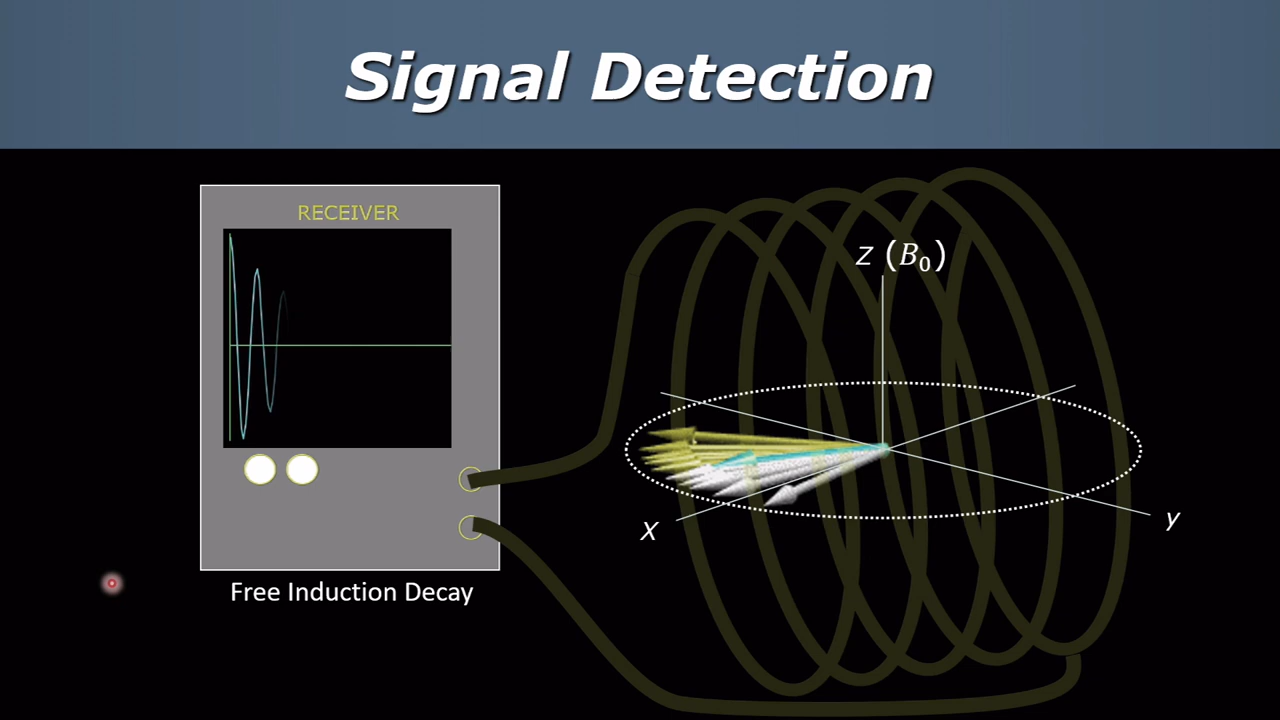 Signal Detection
RECEIVER
z (B₀)
x
y
Free Induction Decay